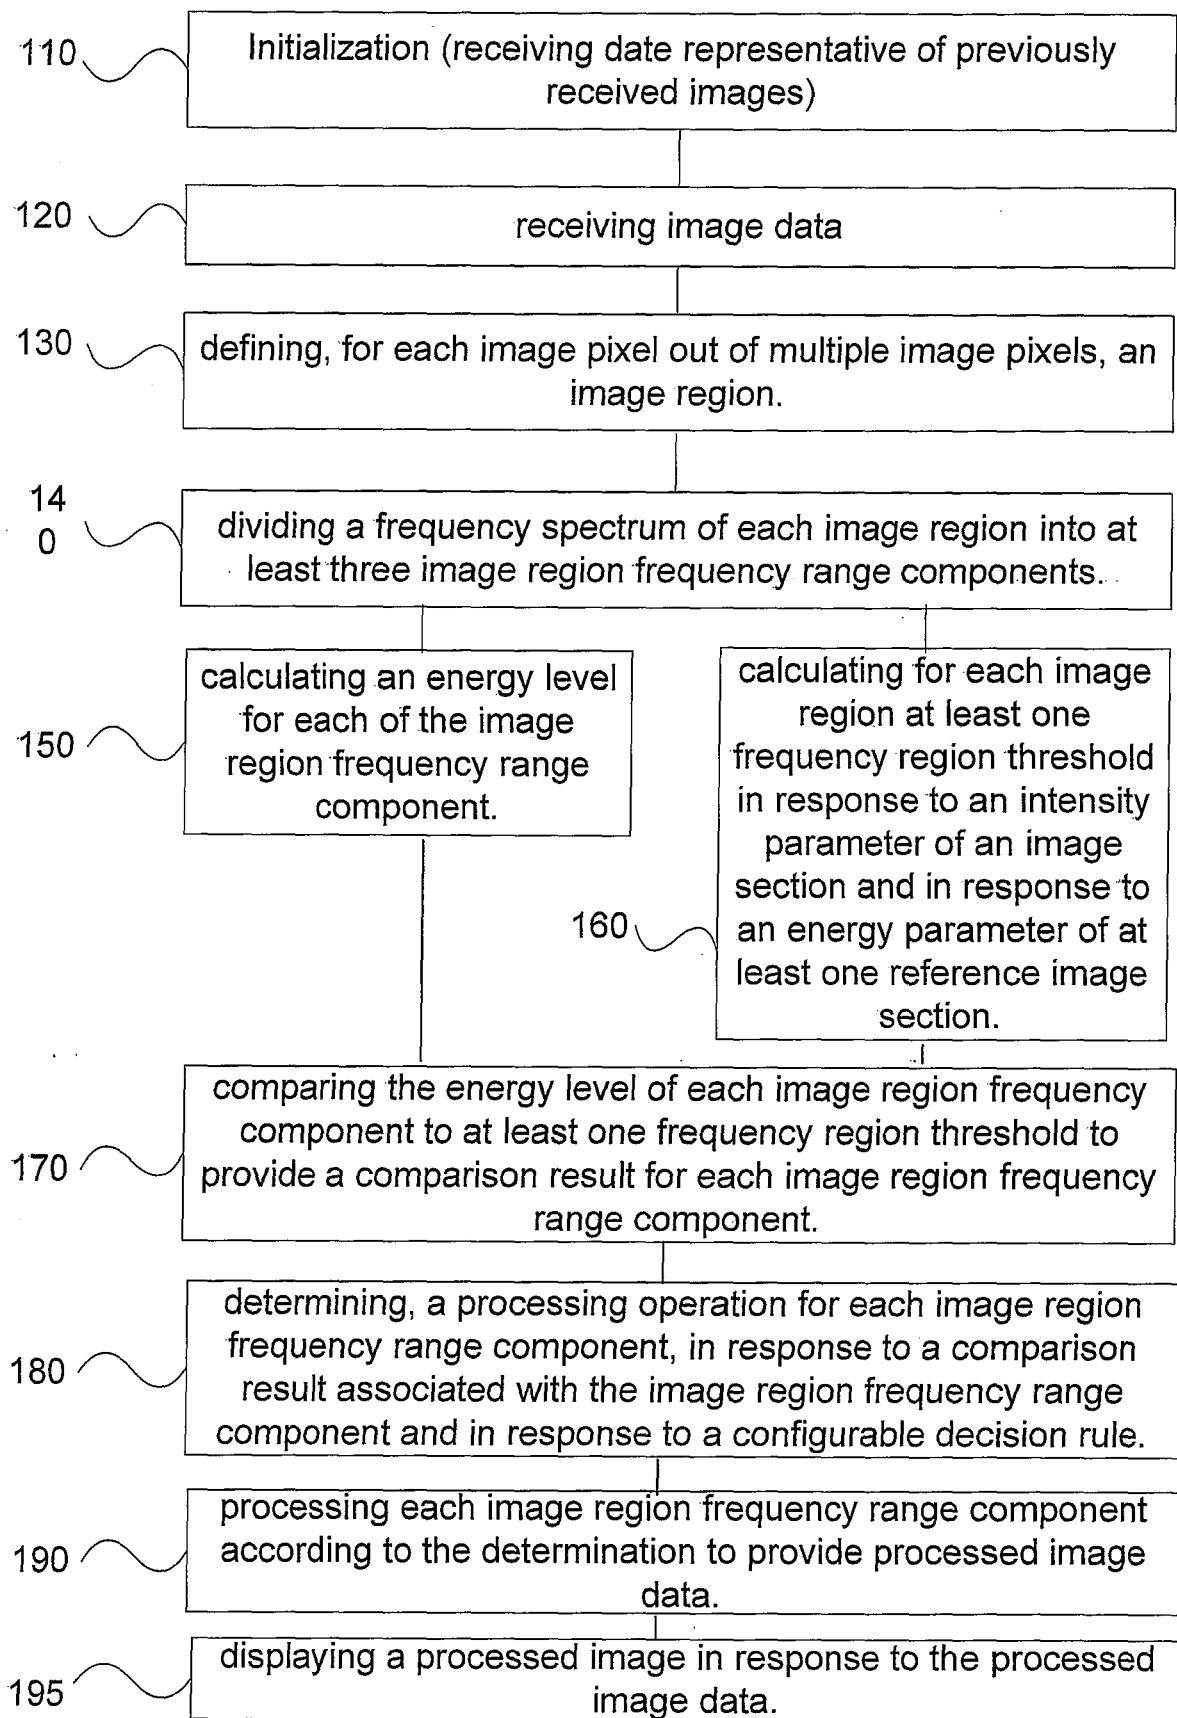 110
Initialization (receiving date representative of previously
received images)
120
receiving image data
130
defining, for each image pixel out of multiple image pixels, an
image region.
14
0
dividing a frequency spectrum of each image region into at
least three image region frequency range components.
150
calculating an energy level
for each of the image
region frequency range
component.
160
calculating for each image
region at least one
frequency region threshold
in response to an intensity
parameter of an image
section and in response to
an energy parameter of at
least one reference image
section.
170
comparing the energy level of each image region frequency
component to at least one frequency region threshold to
provide a comparison result for each image region frequency
range component.
180
determining, a processing operation for each image region
frequency range component, in response to a comparison
result associated with the image region frequency range
component and in response to a configurable decision rule.
190
processing each image region frequency range component
according to the determination to provide processed image
data.
195
displaying a processed image in response to the processed
image data.